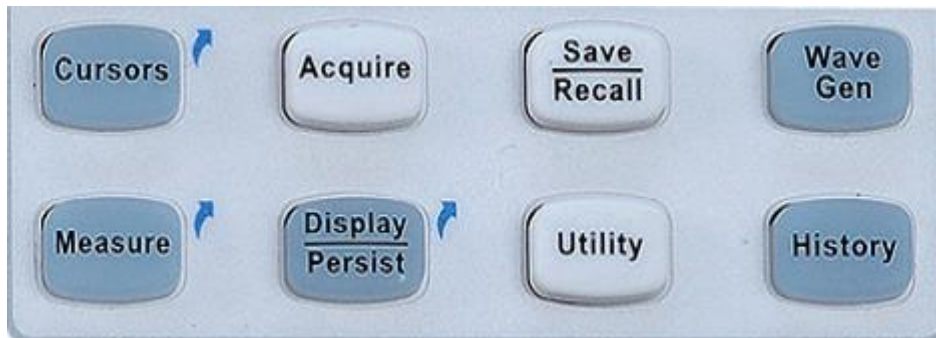 Cursors
Acquire
Save
Recall
Wave
Gen
Measure
Display
Persist
Utility
History